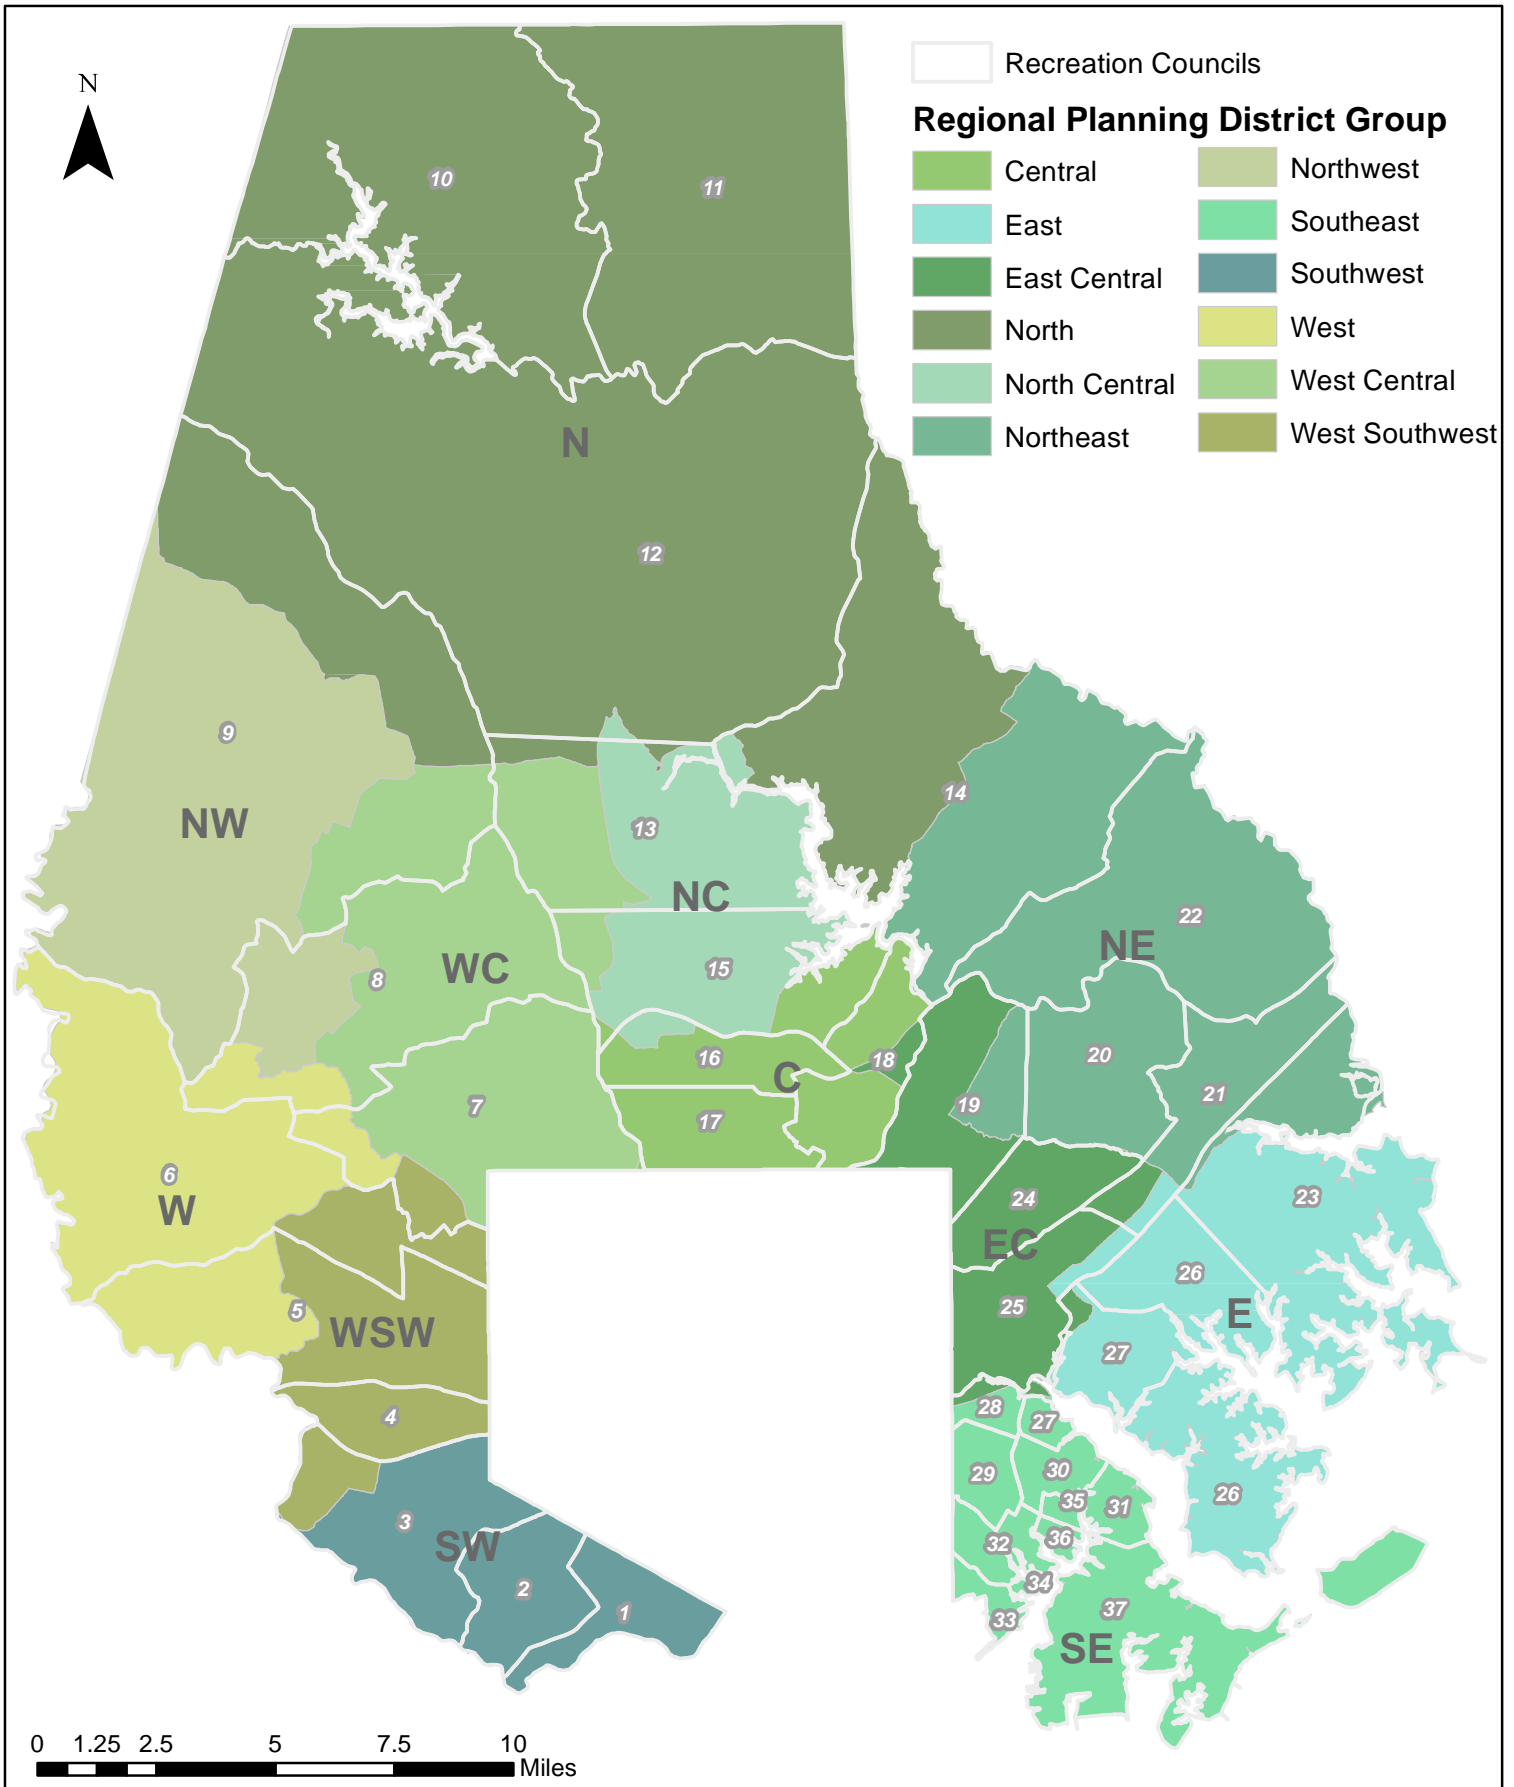 N
Recreation Councils
Regional Planning District Group
Central
East
East Central
North
North Central
Northeast
Northwest
Southeast
Southwest
West
West Central
West Southwest
10
11
N
12
9
14
NW
13
NC
22
NE
WC
15
8
16
18
20
C
7
17
19
21
6
W
24
23
EC
26
5
WSW
25
E
27
4
28
27
29
30
26
35
31
3
SW
32
36
2
34
1
33
37
SE
0 1.25 2.5 5 7.5 10
Miles